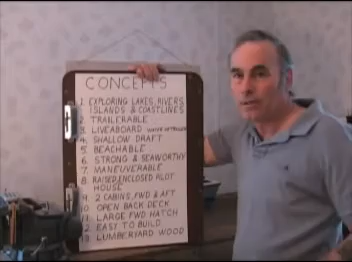 CONCEPTS
1. EXPLORING LAKES, RIVERS
ISLANDS & COASTLINES
2. TRAILERABLE
3. LIVEABOARD
4. SHALLOW DRAFT
5. BEACHABLE
6. STRONG & SEAWORTHY
7. MANEUVERABLE
8. RAISED, ENCLOSED PILOT
HOUSE
9. 2 CABINS, FWD & AFT
10. OPEN BACK DECK
11. LARGE FWD HATCH
12. EASY TO BUILD
13. LUMBERYARD WOOD